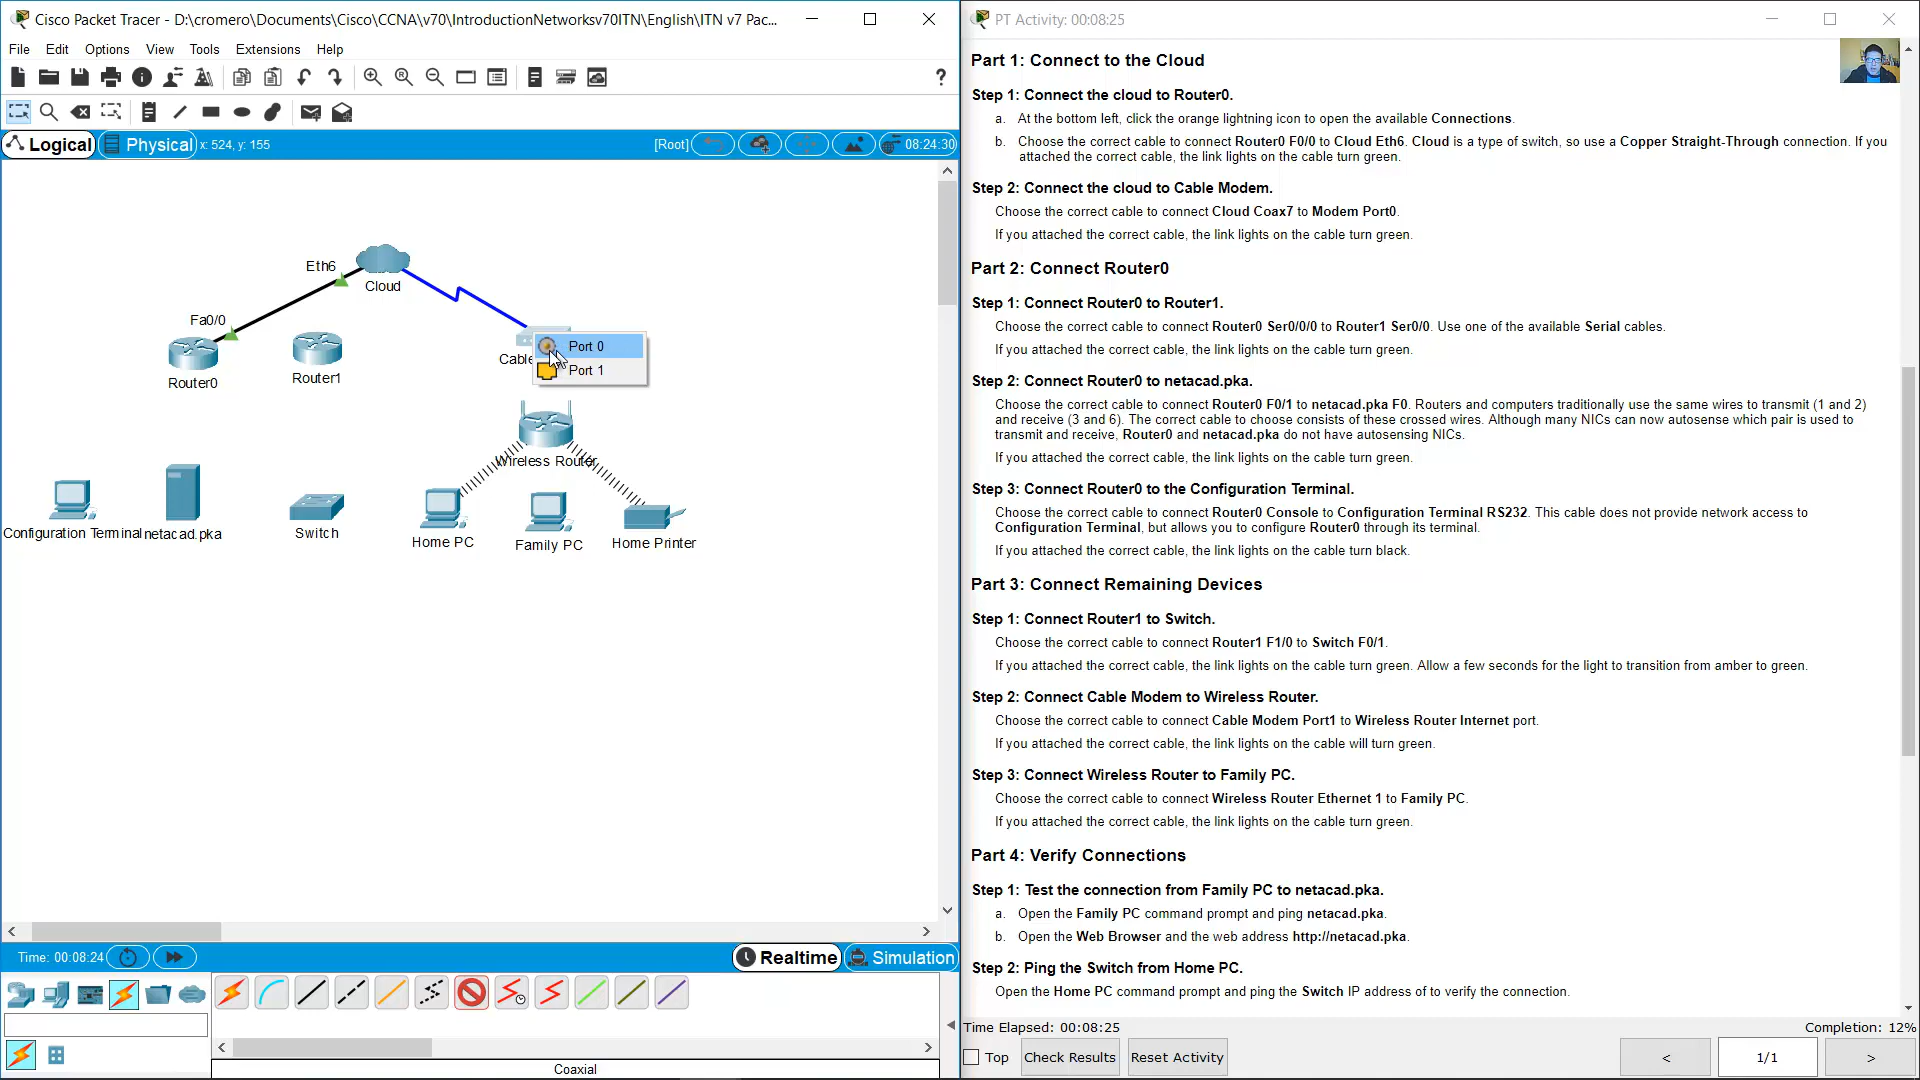 Cisco Packet Tracer - D:\cromero\Documents\Cisco\CCNA\v70\IntroductionNetworksv70ITN\English\ITN v7 Pac...
File Edit Options View Tools Extensions Help
?
Logical Physical x: 524, y: 155 [Root] 08:24:30
Eth6
Cloud
Fa0/0
Router0
Router1
Cable
Port 0
Port 1
Wireless Router
Configuration Terminal
netacad.pka
Switch
Home PC
Family PC
Home Printer
Time: 00:08:24 Realtime Simulation
Coaxial
PT Activity: 00:08:25
Part 1: Connect to the Cloud
Step 1: Connect the cloud to Router0.
a. At the bottom left, click the orange lightning icon to open the available Connections.
b. Choose the correct cable to connect Router0 F0/0 to Cloud Eth6. Cloud is a type of switch, so use a Copper Straight-Through connection. If you
attached the correct cable, the link lights on the cable turn green.
Step 2: Connect the cloud to Cable Modem.
Choose the correct cable to connect Cloud Coax7 to Modem Port0.
If you attached the correct cable, the link lights on the cable turn green.
Part 2: Connect Router0
Step 1: Connect Router0 to Router1.
Choose the correct cable to connect Router0 Ser0/0/0 to Router1 Ser0/0. Use one of the available Serial cables.
If you attached the correct cable, the link lights on the cable turn green.
Step 2: Connect Router0 to netacad.pka.
Choose the correct cable to connect Router0 F0/1 to netacad.pka F0. Routers and computers traditionally use the same wires to transmit (1 and 2)
and receive (3 and 6). The correct cable to choose consists of these crossed wires. Although many NICs can now autosense which pair is used to
transmit and receive, Router0 and netacad.pka do not have autosensing NICs.
If you attached the correct cable, the link lights on the cable turn green.
Step 3: Connect Router0 to the Configuration Terminal.
Choose the correct cable to connect Router0 Console to Configuration Terminal RS232. This cable does not provide network access to
Configuration Terminal, but allows you to configure Router0 through its terminal.
If you attached the correct cable, the link lights on the cable turn black.
Part 3: Connect Remaining Devices
Step 1: Connect Router1 to Switch.
Choose the correct cable to connect Router1 F1/0 to Switch F0/1.
If you attached the correct cable, the link lights on the cable turn green. Allow a few seconds for the light to transition from amber to green.
Step 2: Connect Cable Modem to Wireless Router.
Choose the correct cable to connect Cable Modem Port1 to Wireless Router Internet port.
If you attached the correct cable, the link lights on the cable will turn green.
Step 3: Connect Wireless Router to Family PC.
Choose the correct cable to connect Wireless Router Ethernet 1 to Family PC.
If you attached the correct cable, the link lights on the cable turn green.
Part 4: Verify Connections
Step 1: Test the connection from Family PC to netacad.pka.
a. Open the Family PC command prompt and ping netacad.pka.
b. Open the Web Browser and the web address http://netacad.pka.
Step 2: Ping the Switch from Home PC.
Open the Home PC command prompt and ping the Switch IP address of to verify the connection.
Time Elapsed: 00:08:25 Completion: 12%
Top Check Results Reset Activity < 1/1 >